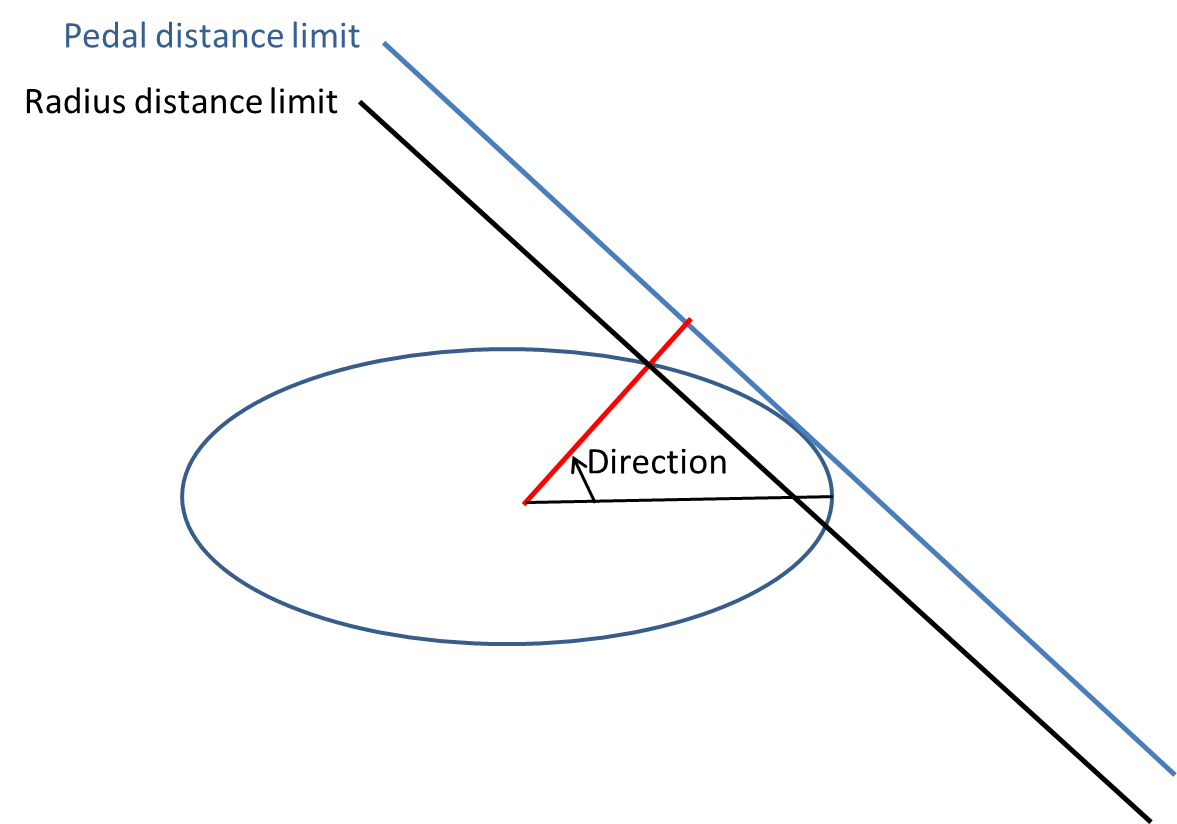 Pedal distance limit
Radius distance limit
Direction